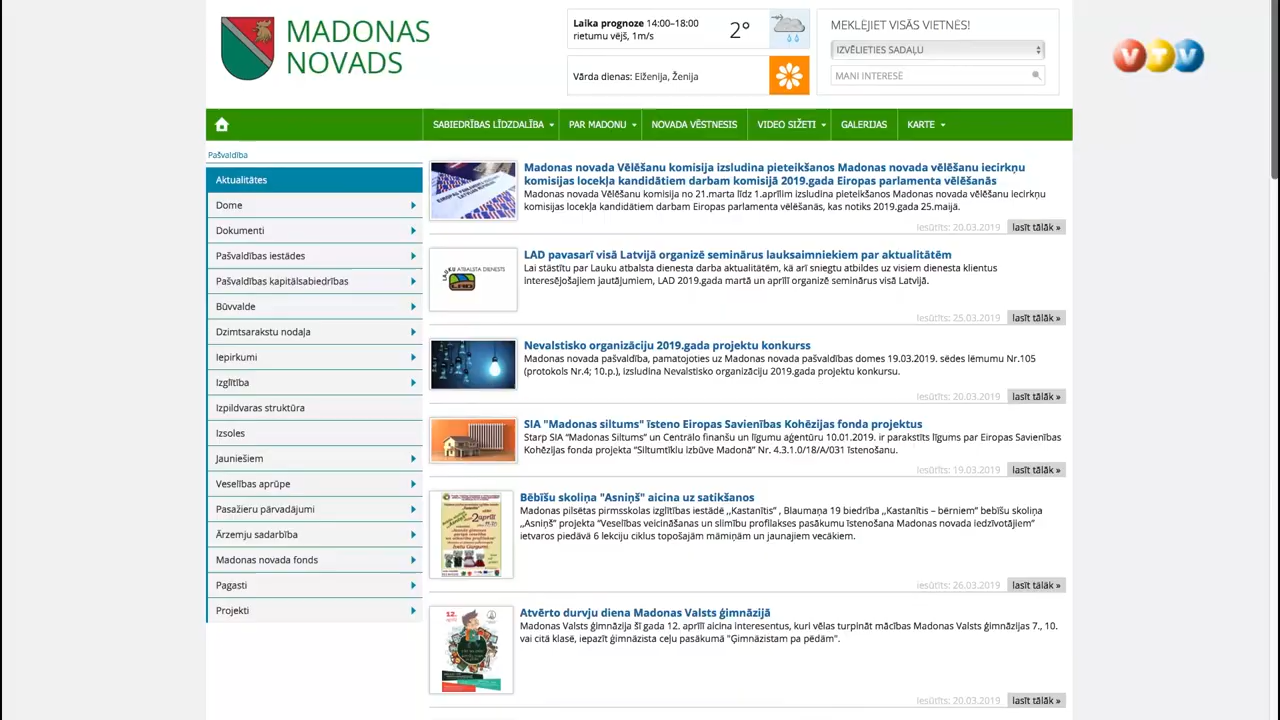 MADONAS
NOVADS
Laika prognoze 14:00–18:00
rietumu vējš, 1m/s
2°
Vārda dienas: Eiženija, Ženija
MEKLĒJIET VISĀS VIETNĒS!
IZVĒLIETIES SADAĻU
MANI INTERESĒ
VTV
SABIEDRĪBAS LĪDZDALĪBA
PAR MADONU
NOVADA VĒSTNESIS
VIDEO SIŽETI
GALERIJAS
KARTE
Pašvaldība
Aktualitātes
Dome
Dokumenti
Pašvaldības iestādes
Pašvaldības kapitālsabiedrības
Būvvalde
Dzimtsarakstu nodaļa
Iepirkumi
Izglītība
Izpildvaras struktūra
Izsoles
Jauniešiem
Veselības aprūpe
Pasažieru pārvadājumi
Ārzemju sadarbība
Madonas novada fonds
Pagasti
Projekti
Madonas novada Vēlēšanu komisija izsludina pieteikšanos Madonas novada vēlēšanu iecirkņu
komisijas locekļa kandidātiem darbam komisijā 2019.gada Eiropas parlamenta vēlēšanās
Madonas novada Vēlēšanu komisija no 21.marta līdz 1.aprīlim izsludina pieteikšanos Madonas novada vēlēšanu iecirkņu
komisijas locekļa kandidātiem darbam Eiropas parlamenta vēlēšanās, kas notiks 2019.gada 25.maijā.
Iesūtīts: 20.03.2019
lasīt tālāk »
LAUKU ATBALSTA DIENESTS
LAD
LAD pavasarī visā Latvijā organizē seminārus lauksaimniekiem par aktualitātēm
Lai stāstītu par Lauku atbalsta dienesta darba aktualitātēm, kā arī sniegtu atbildes uz visiem dienesta klientus
interesējošajiem jautājumiem, LAD 2019.gada martā un aprīlī organizē seminārus visā Latvijā.
Iesūtīts: 25.03.2019
lasīt tālāk »
Nevalstisko organizāciju 2019.gada projektu konkurss
Madonas novada pašvaldība, pamatojoties uz Madonas novada pašvaldības domes 19.03.2019. sēdes lēmumu Nr.105
(protokols Nr.4; 10.p.), izsludina Nevalstisko organizāciju 2019.gada projektu konkursu.
Iesūtīts: 20.03.2019
lasīt tālāk »
SIA "Madonas siltums" īsteno Eiropas Savienības Kohēzijas fonda projektus
Starp SIA “Madonas Siltums” un Centrālo finanšu un līgumu aģentūru 10.01.2019. ir parakstīts līgums par Eiropas Savienības
Kohēzijas fonda projekta “Siltumtīklu izbūve Madonā” Nr. 4.3.1.0/18/A/031 īstenošanu.
Iesūtīts: 19.03.2019
lasīt tālāk »
Bēbīšu skoliņa "Asniņš" aicina uz satikšanos
Madonas pilsētas pirmsskolas izglītības iestādē ,,Kastanītis” , Blaumaņa 19 biedrība ,,Kastanītis – bērniem” bebīšu skoliņa
,,Asniņš” projekta “Veselības veicināšanas un slimību profilakses pasākumu īstenošana Madonas novada iedzīvotājiem”
ietvaros piedāvā 6 lekciju ciklus topošajām māmiņām un jaunajiem vecākiem.
Iesūtīts: 26.03.2019
lasīt tālāk »
12.
Atvērto durvju diena Madonas Valsts ģimnāzijā
Madonas Valsts ģimnāzija šī gada 12. aprīlī aicina interesentus, kuri vēlas turpināt mācības Madonas Valsts ģimnāzijas 7., 10.
vai citā klasē, iepazīt ģimnāzista ceļu pasākumā "Ģimnāzistam pa pēdām".
Iesūtīts: 20.03.2019
lasīt tālāk »